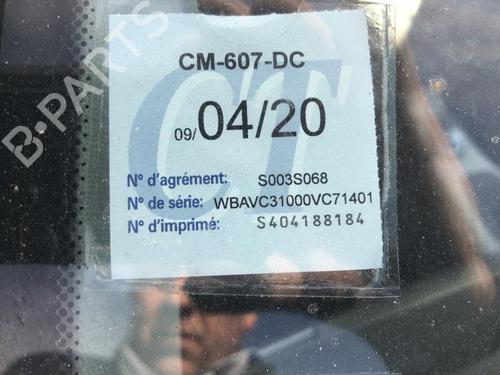 CM-607-DC
CT
09/04/20
N° d'agrément: S003S068
N° de série: WBAVC31000VC71401
N° d'imprimé: S404188184
B-PARTS